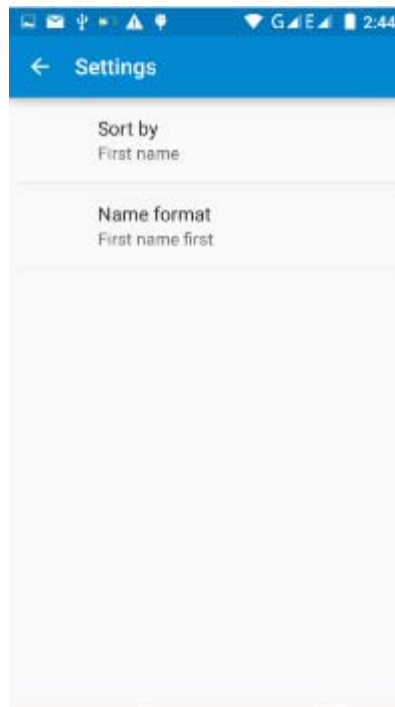 G E 2:44
Settings
Sort by
First name
Name format
First name first